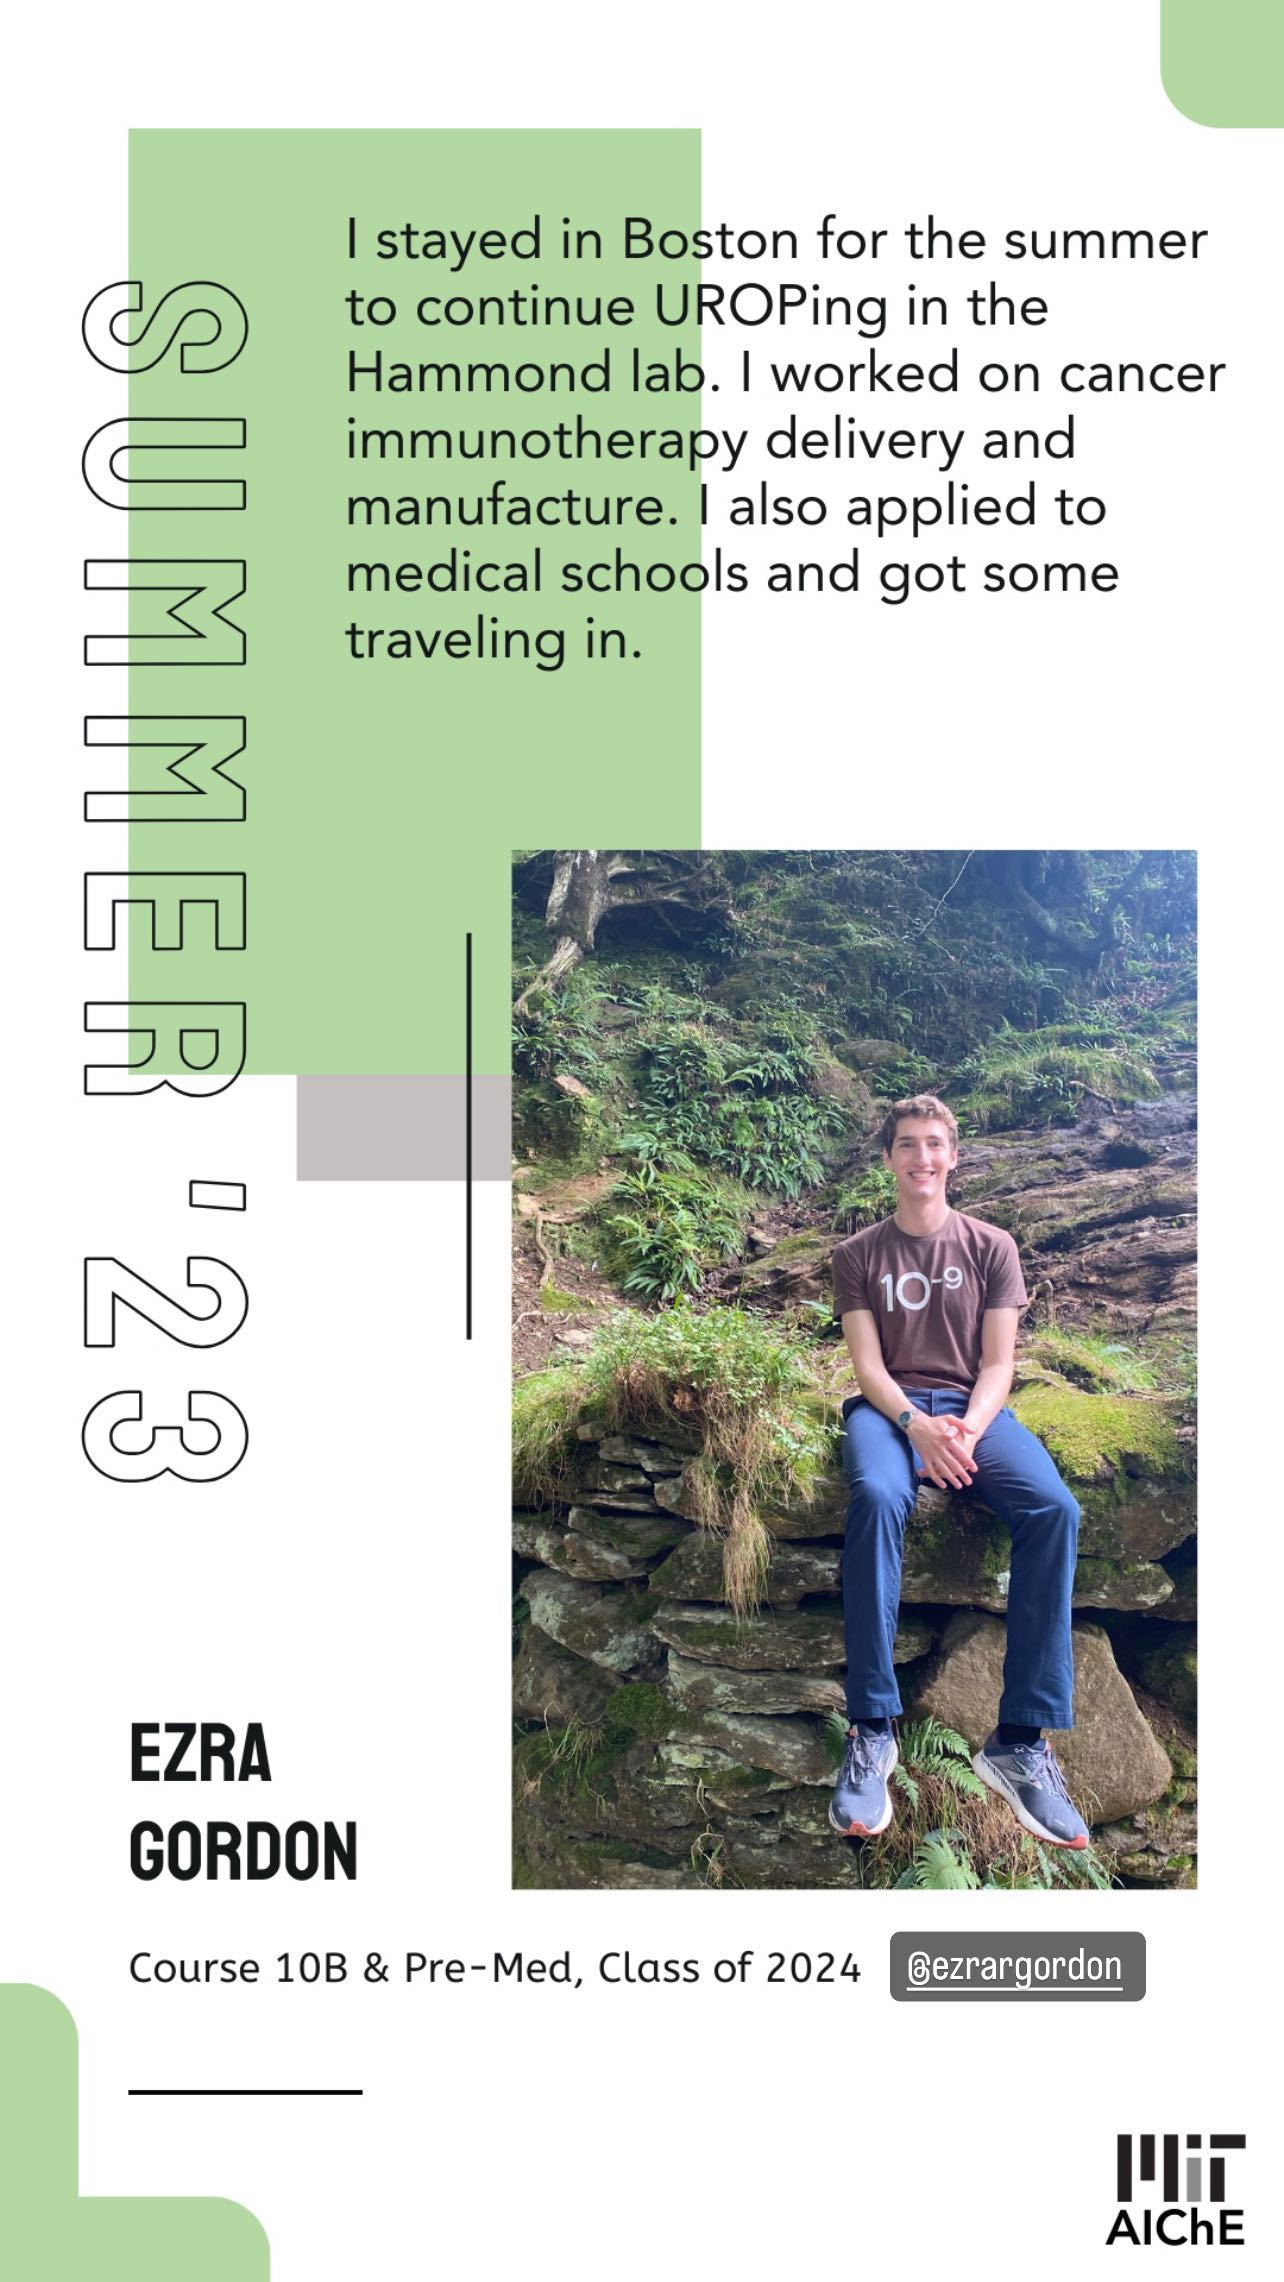 I stayed in Boston for the summer
to continue UROPing in the
Hammond lab. I worked on cancer
immunotherapy delivery and
manufacture. I also applied to
medical schools and got some
traveling in.
SUMMER '23
10-9
EZRA
GORDON
Course 10B & Pre-Med, Class of 2024 @ezrargordon
MIT
AIChE